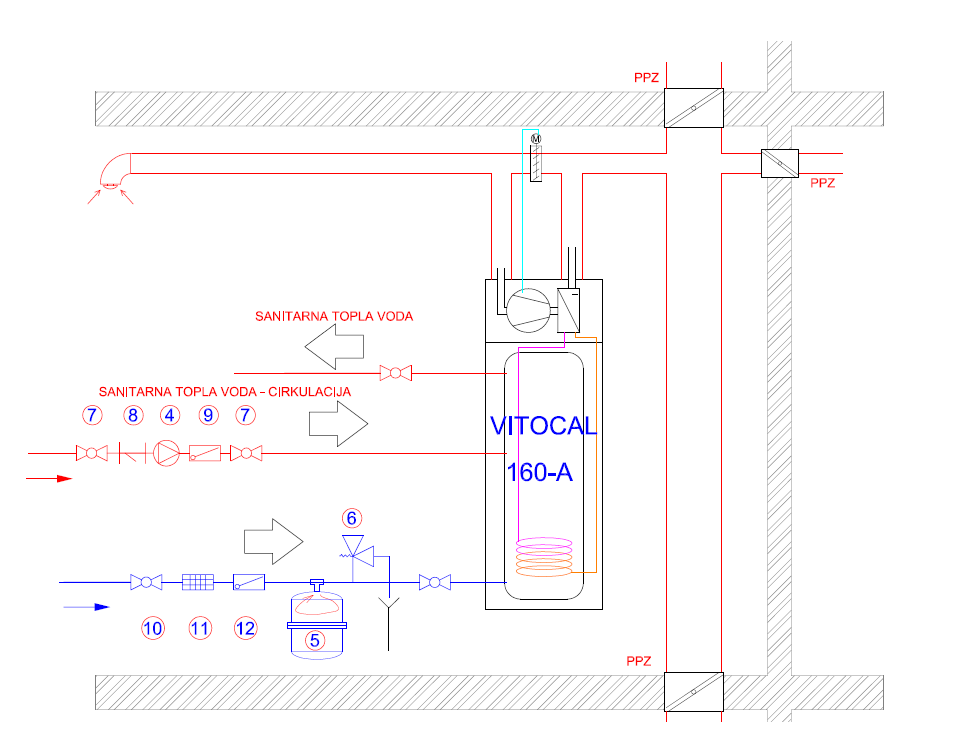 PPZ
M
PPZ
SANITARNA TOPLA VODA
SANITARNA TOPLA VODA - CIRKULACIJA
7 8 4 9 7
VITOCAL
160-A
6
10 11 12 5
PPZ